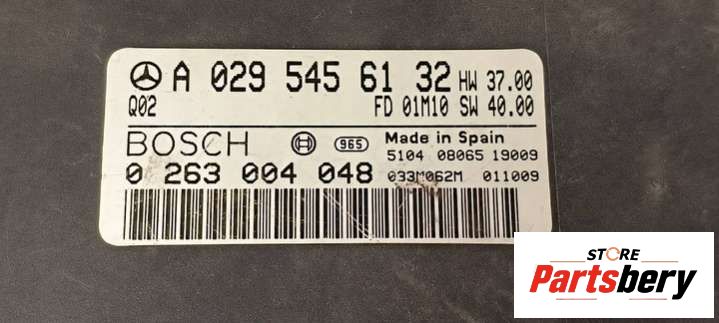 A 029 545 61 32 HW 37.00
Q02 FD 01M10 SW 40.00
BOSCH 965 Made in Spain
5104 08065 19009
0 263 004 048 033M062M 011009
STORE
Partsbery